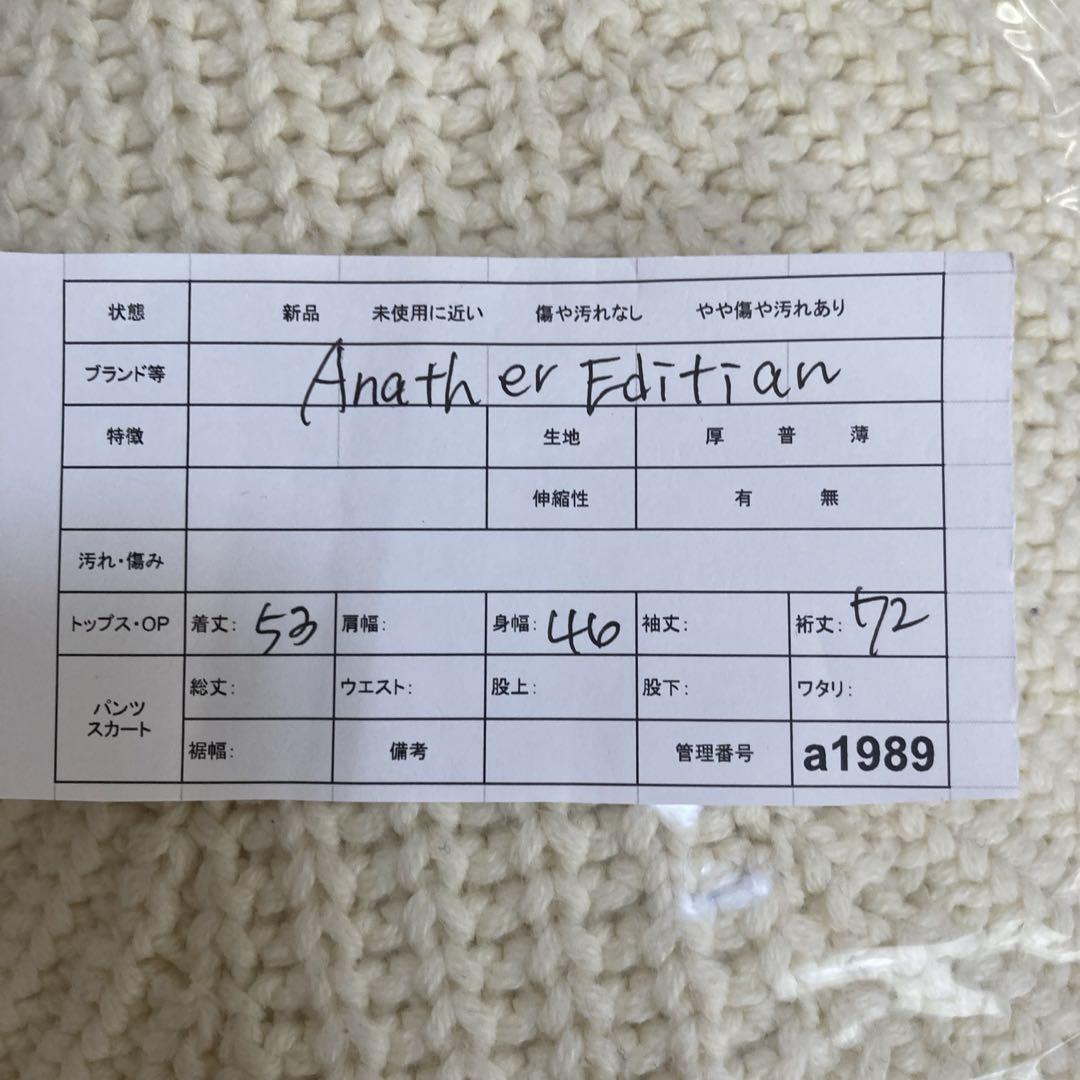 状態 新品 未使用に近い 傷や汚れなし やや傷や汚れあり
ブランド等 Anather Editian
特徴 生地 厚 普 薄
伸縮性 有 無
汚れ・傷み
トップス・OP 着丈: 53 肩幅: 身幅: 46 袖丈: 裄丈: 72
パンツ スカート 総丈: ウエスト: 股上: 股下: ワタリ:
裾幅: 備考 管理番号 a1989